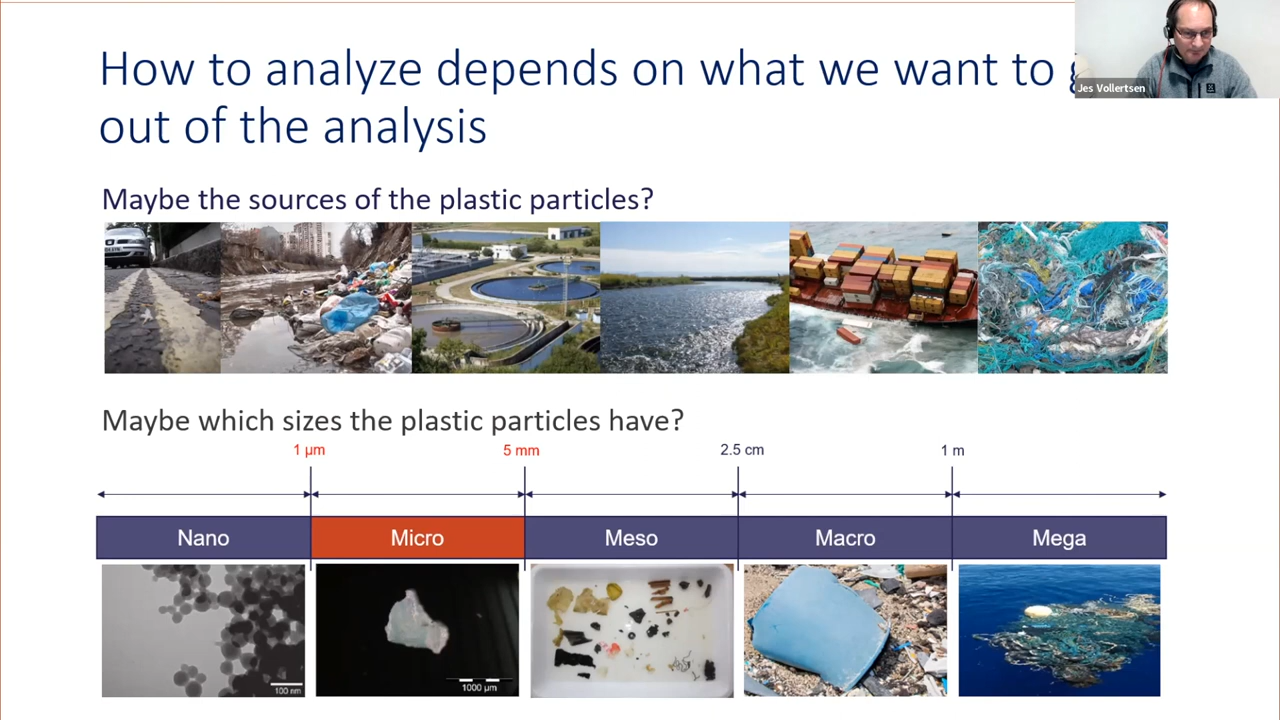 How to analyze depends on what we want to
out of the analysis
Jes Vollertsen
Maybe the sources of the plastic particles?
Maybe which sizes the plastic particles have?
1 µm
5 mm
2.5 cm
1 m
Nano
Micro
Meso
Macro
Mega
100 nm
1000 µm